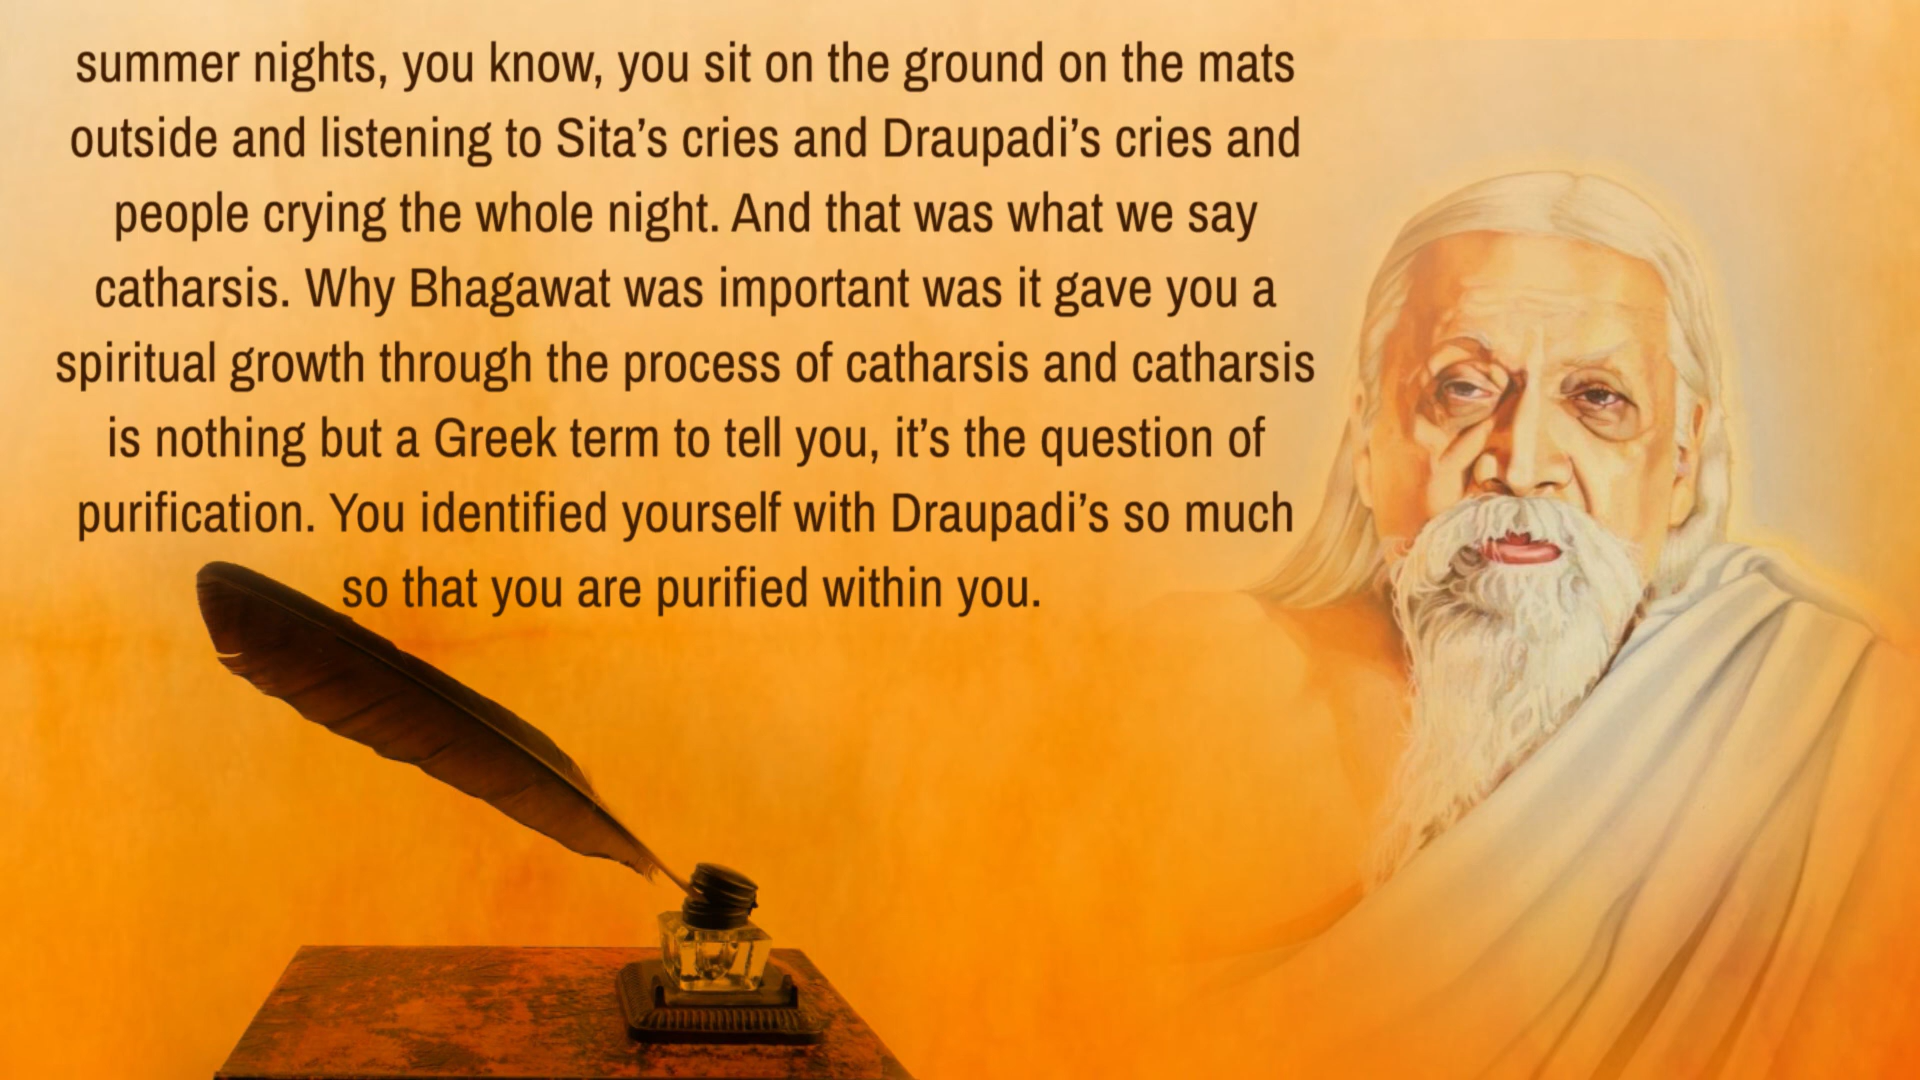 summer nights, you know, you sit on the ground on the mats
outside and listening to Sita’s cries and Draupadi’s cries and
people crying the whole night. And that was what we say
catharsis. Why Bhagawat was important was it gave you a
spiritual growth through the process of catharsis and catharsis
is nothing but a Greek term to tell you, it’s the question of
purification. You identified yourself with Draupadi’s so much
so that you are purified within you.